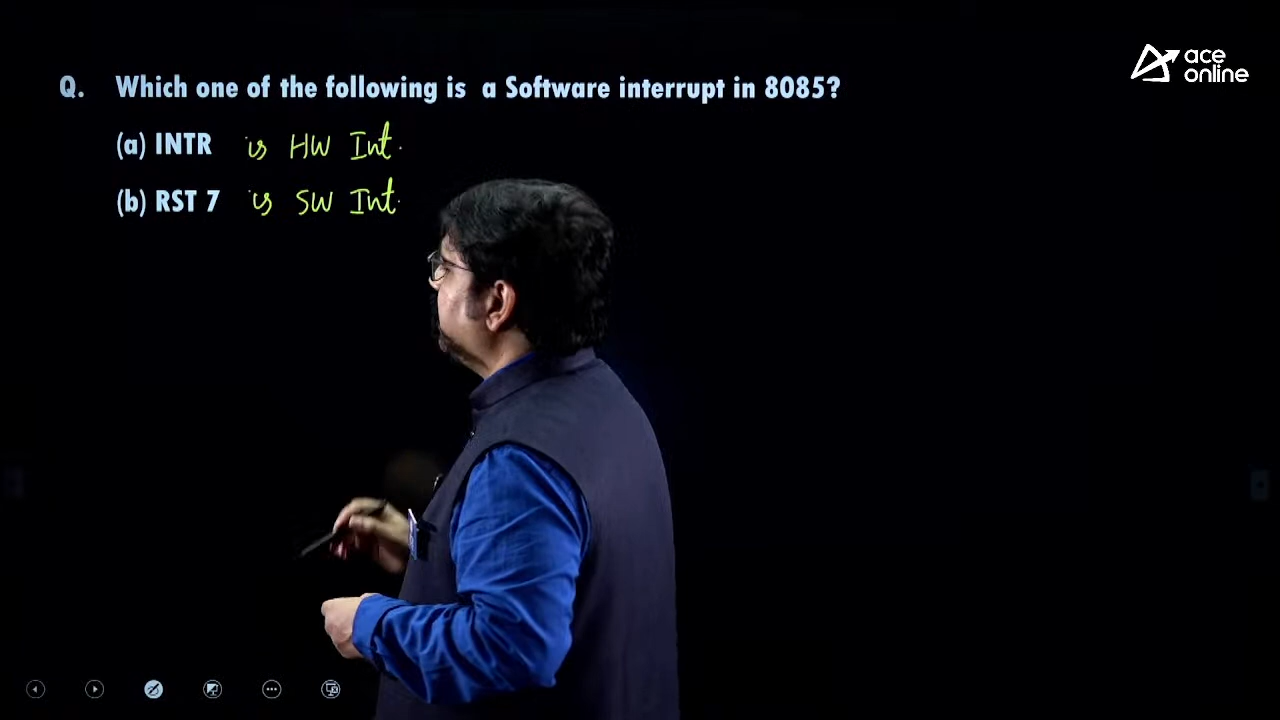 ace
online
Q. Which one of the following is a Software interrupt in 8085?
(a) INTR is HW Int.
(b) RST 7 is SW Int.